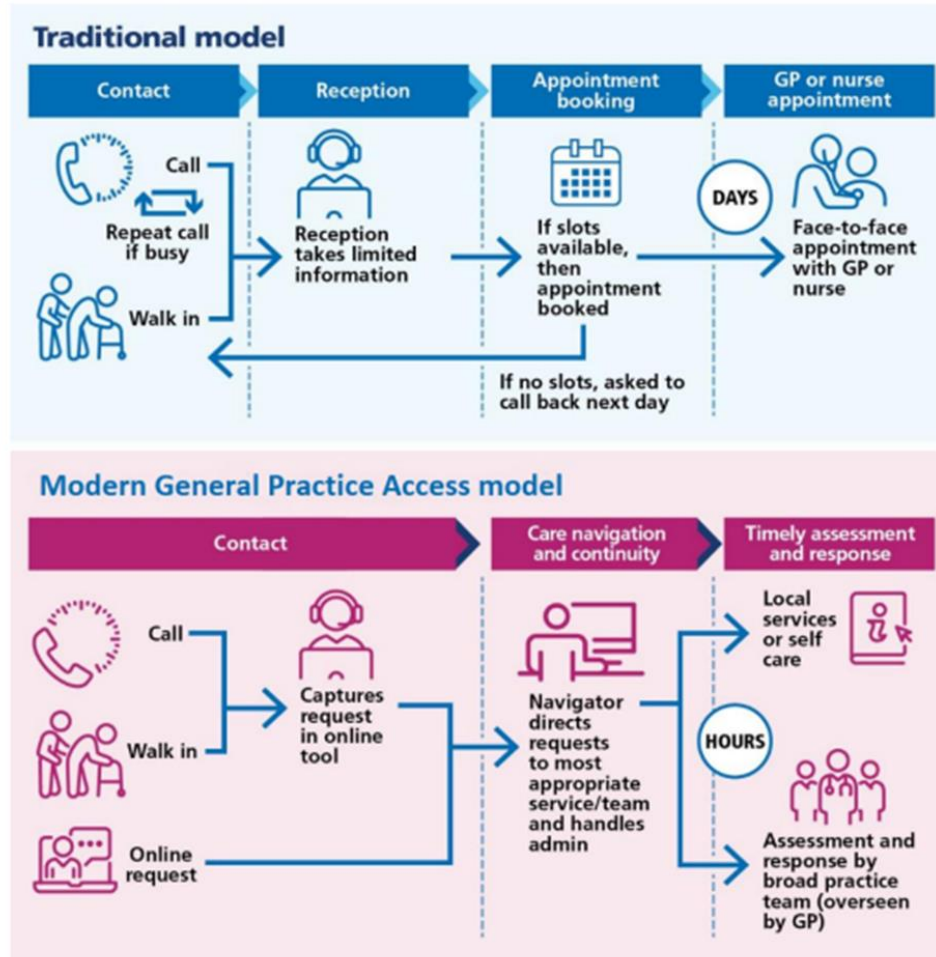 Traditional model
Contact
Reception
Appointment
booking
GP or nurse
appointment
Call
Repeat call
if busy
Walk in
Reception
takes limited
information
If slots
available,
then
appointment
booked
DAYS
Face-to-face
appointment
with GP or
nurse
If no slots, asked to
call back next day
Modern General Practice Access model
Contact
Care navigation
and continuity
Timely assessment
and response
Call
Walk in
Online
request
Captures
request
in online
tool
Navigator
directs
requests
to most
appropriate
service/team
and handles
admin
Local
services
or self
care
i
HOURS
Assessment and
response by
broad practice
team (overseen
by GP)